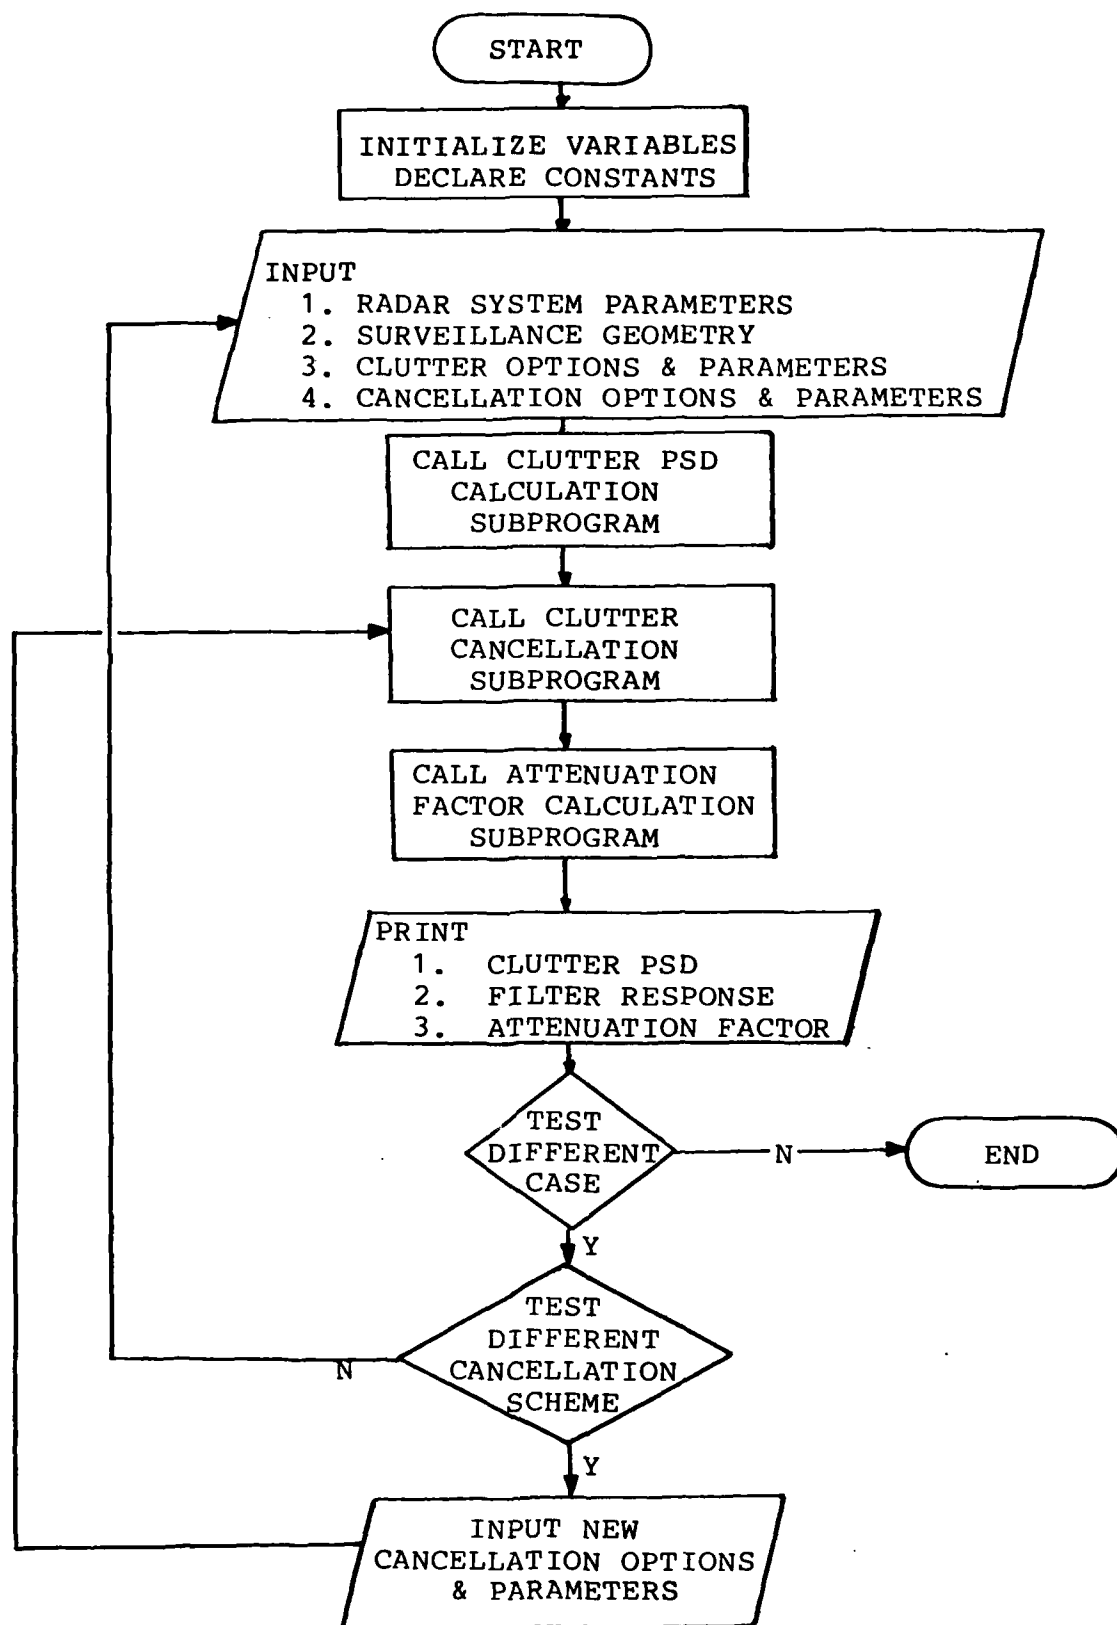 START
INITIALIZE VARIABLES
DECLARE CONSTANTS
INPUT
1. RADAR SYSTEM PARAMETERS
2. SURVEILLANCE GEOMETRY
3. CLUTTER OPTIONS & PARAMETERS
4. CANCELLATION OPTIONS & PARAMETERS
CALL CLUTTER PSD
CALCULATION
SUBPROGRAM
CALL CLUTTER
CANCELLATION
SUBPROGRAM
CALL ATTENUATION
FACTOR CALCULATION
SUBPROGRAM
PRINT
1. CLUTTER PSD
2. FILTER RESPONSE
3. ATTENUATION FACTOR
TEST
DIFFERENT
CASE
N
END
Y
TEST
DIFFERENT
CANCELLATION
SCHEME
N
Y
INPUT NEW
CANCELLATION OPTIONS
& PARAMETERS